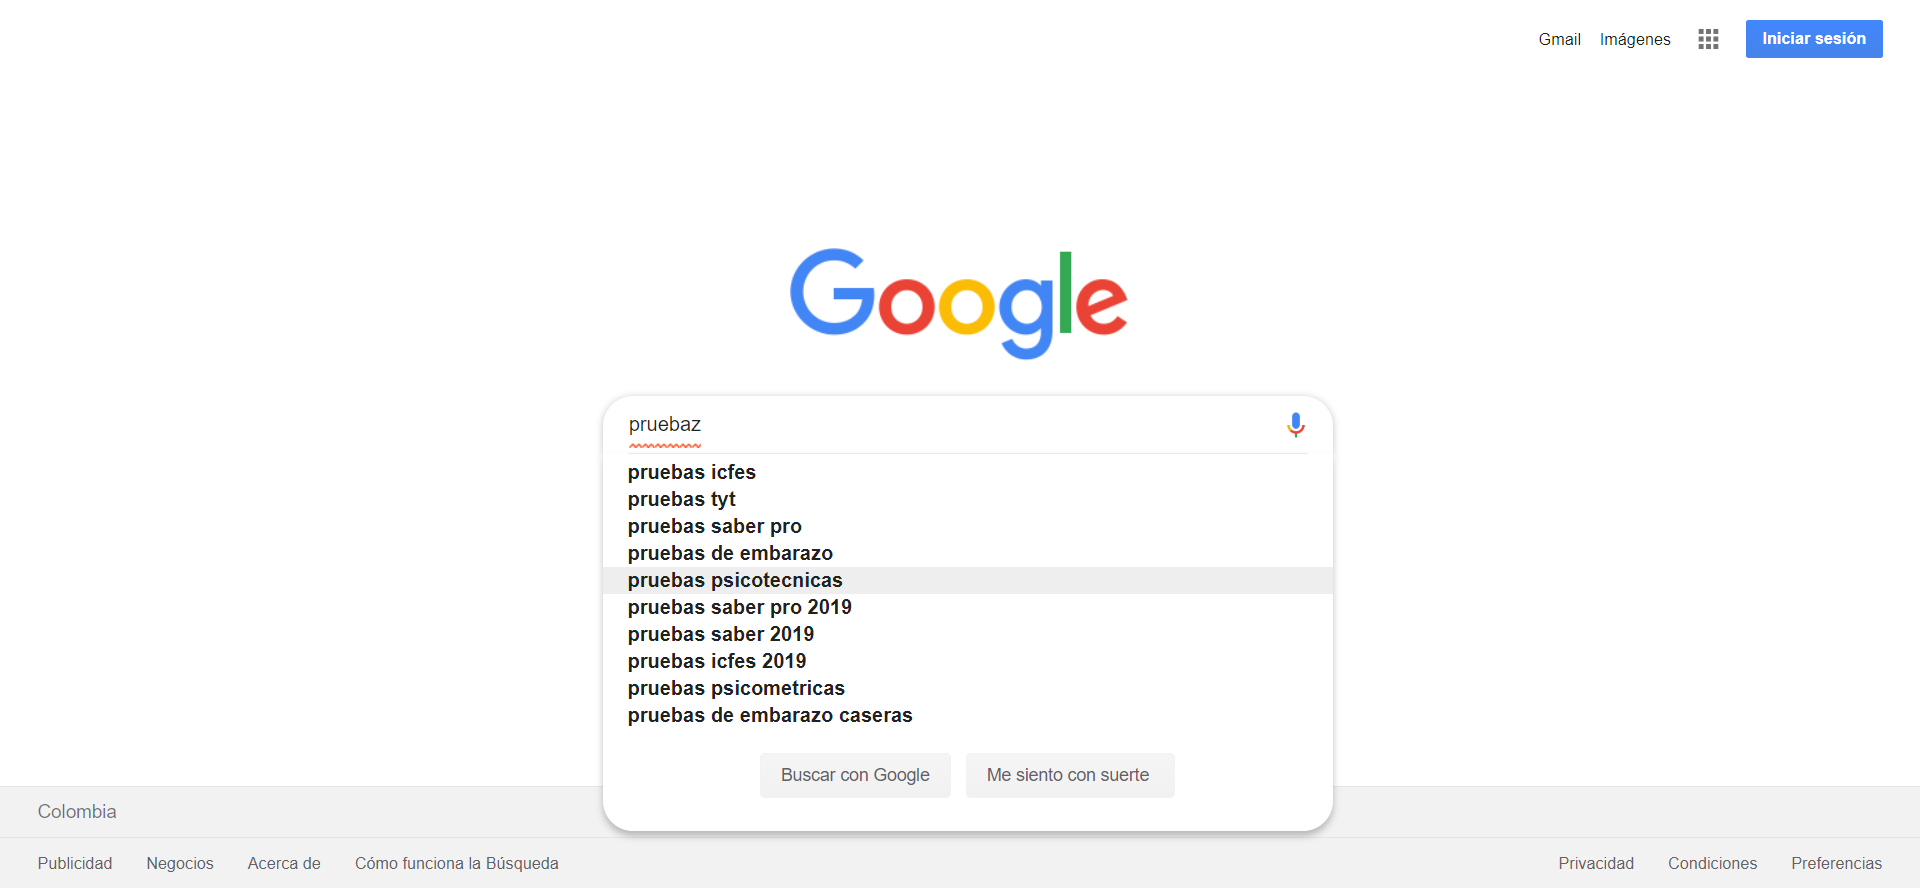 Gmail Imágenes Iniciar sesión
Google
pruebaz
pruebas icfes
pruebas tyt
pruebas saber pro
pruebas de embarazo
pruebas psicotecnicas
pruebas saber pro 2019
pruebas saber 2019
pruebas icfes 2019
pruebas psicometricas
pruebas de embarazo caseras
Buscar con Google Me siento con suerte
Colombia
Publicidad Negocios Acerca de Cómo funciona la Búsqueda Privacidad Condiciones Preferencias